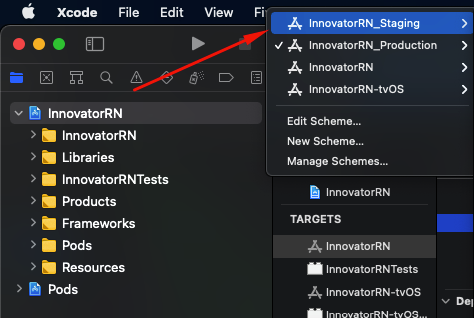 Xcode File Edit View Fi
InnovatorRN_Staging
InnovatorRN_Production
InnovatorRN
InnovatorRN-tvOS
Edit Scheme...
New Scheme...
Manage Schemes...
InnovatorRN
InnovatorRN
Libraries
InnovatorRNTests
Products
Frameworks
Pods
Resources
Pods
InnovatorRN
TARGETS
InnovatorRN
InnovatorRNTests
InnovatorRN-tvOS
InnovatorRN-tvOS...
Dep